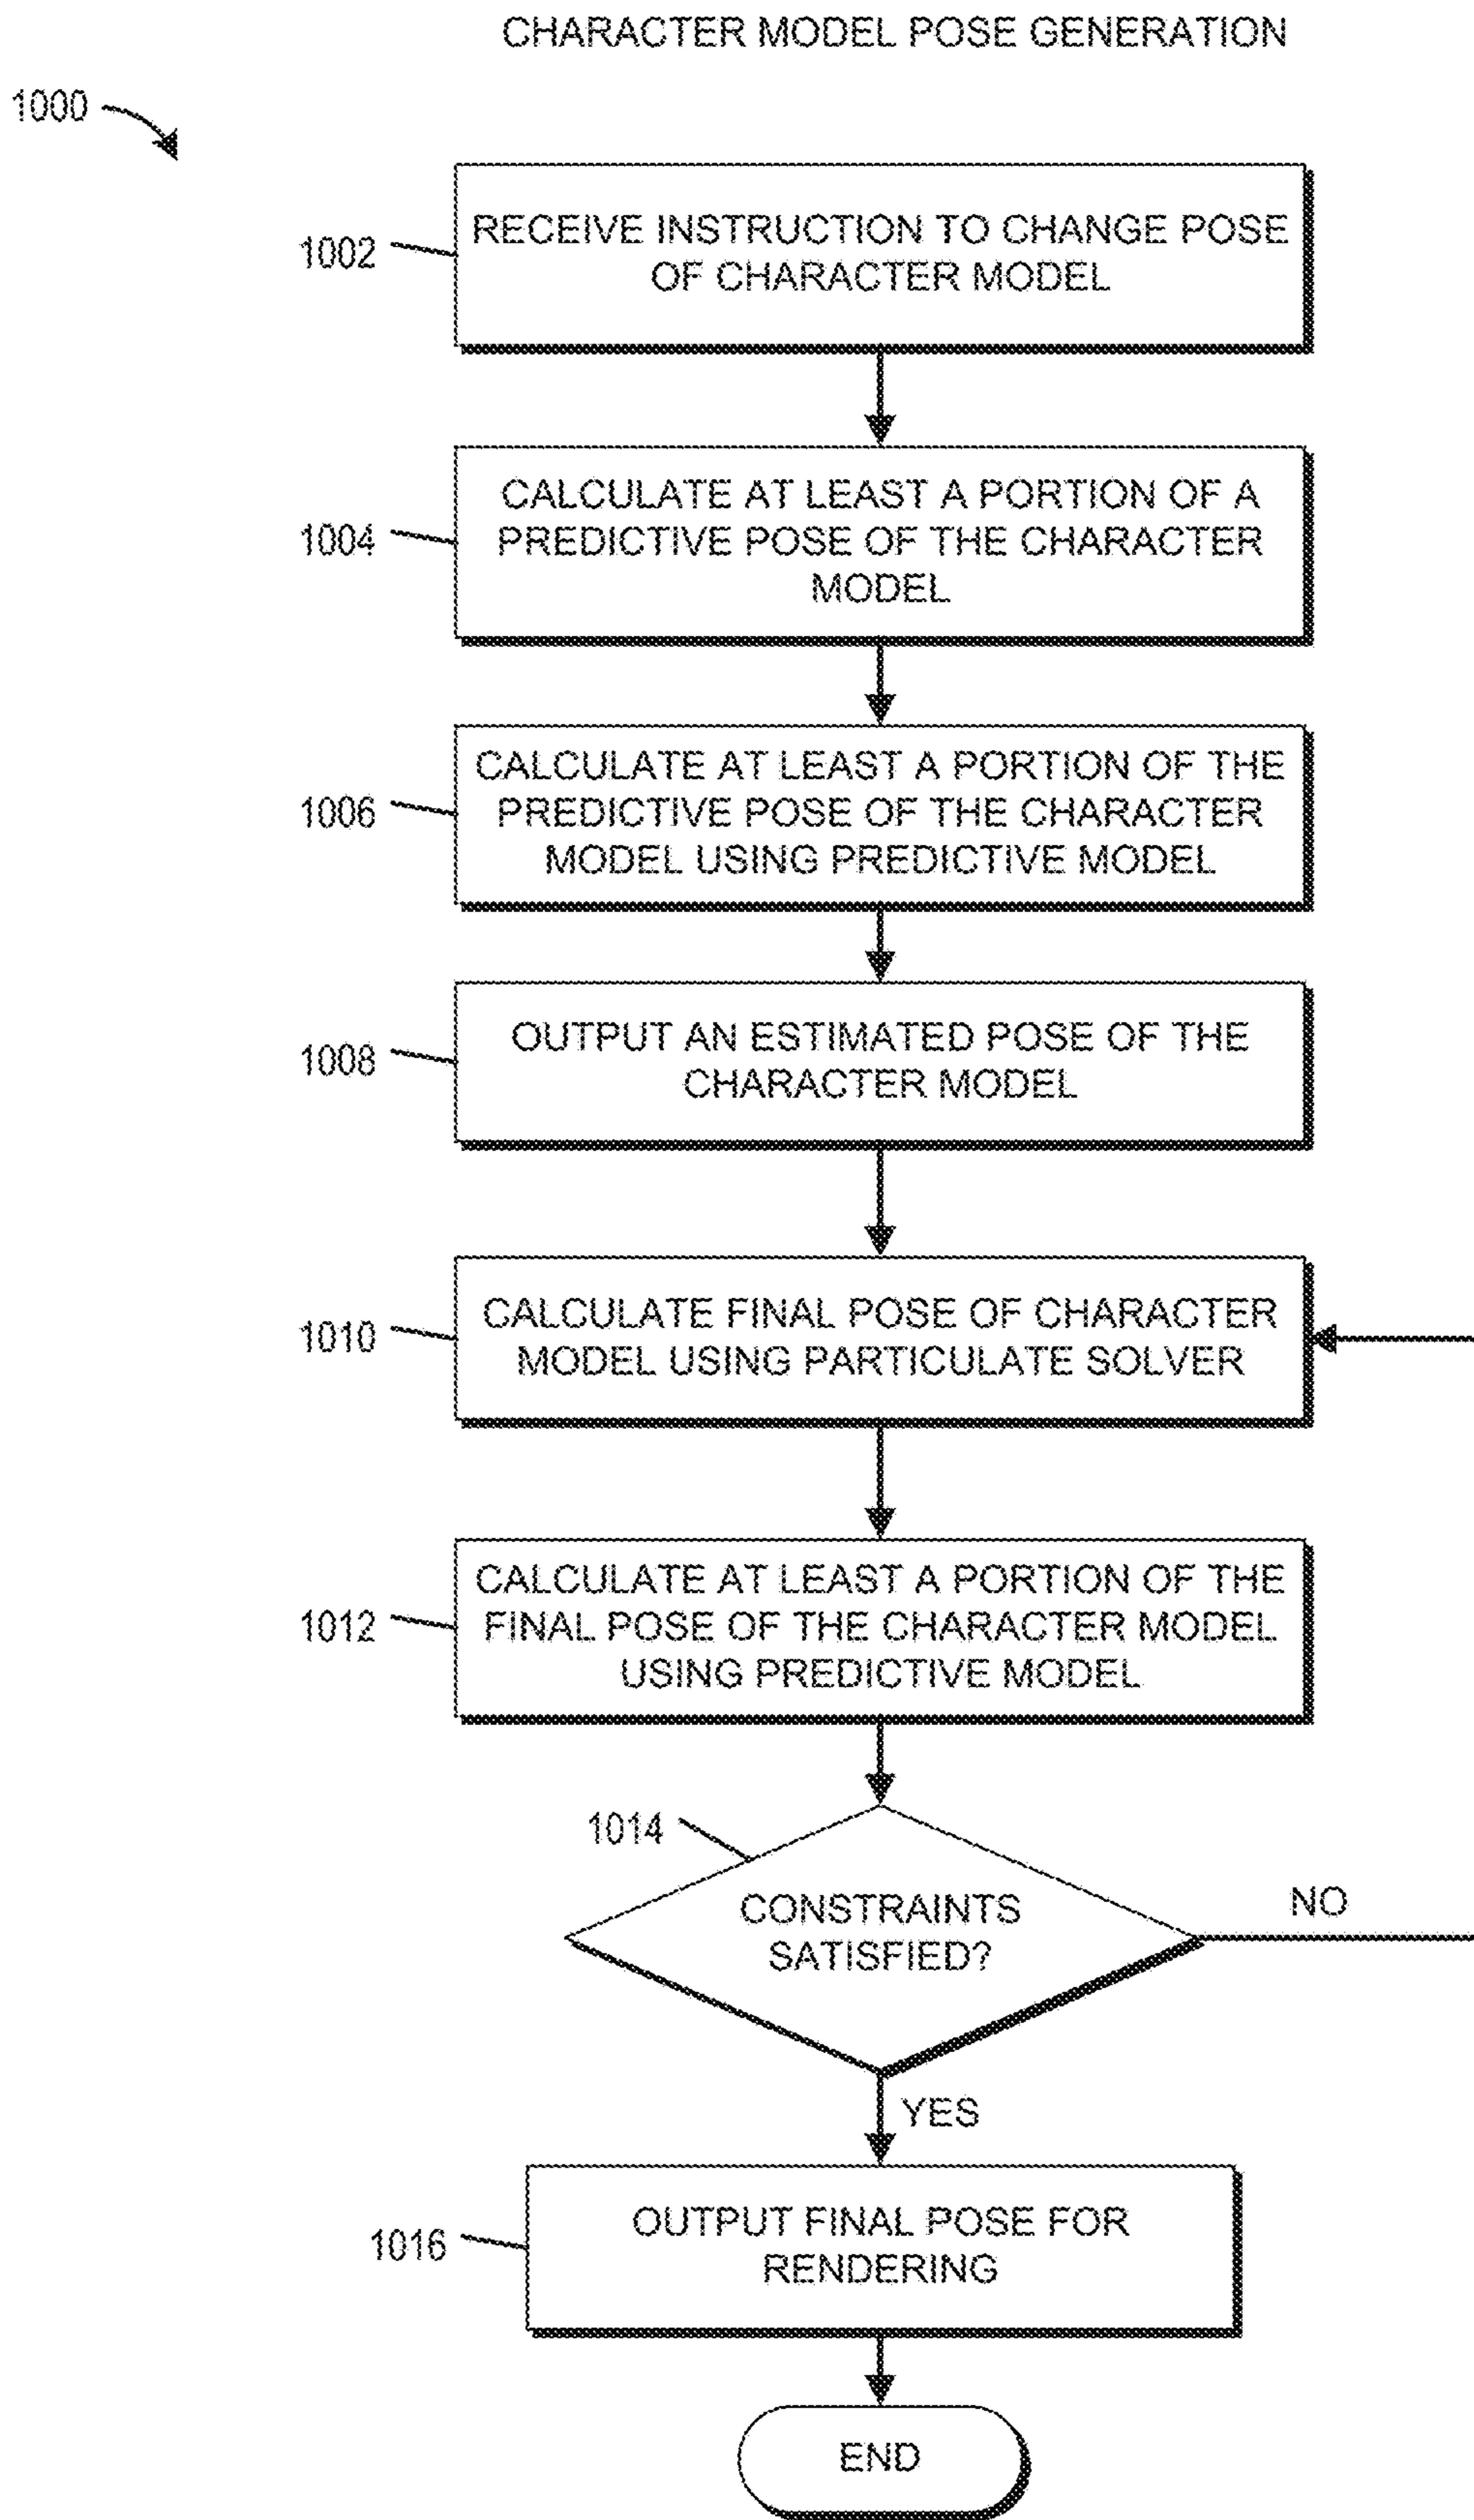 CHARACTER MODEL POSE GENERATION
1000
1002
RECEIVE INSTRUCTION TO CHANGE POSE
OF CHARACTER MODEL
1004
CALCULATE AT LEAST A PORTION OF A
PREDICTIVE POSE OF THE CHARACTER
MODEL
1006
CALCULATE AT LEAST A PORTION OF THE
PREDICTIVE POSE OF THE CHARACTER
MODEL USING PREDICTIVE MODEL
1008
OUTPUT AN ESTIMATED POSE OF THE
CHARACTER MODEL
1010
CALCULATE FINAL POSE OF CHARACTER
MODEL USING PARTICULATE SOLVER
1012
CALCULATE AT LEAST A PORTION OF THE
FINAL POSE OF THE CHARACTER MODEL
USING PREDICTIVE MODEL
1014
CONSTRAINTS
SATISFIED?
NO
YES
1016
OUTPUT FINAL POSE FOR
RENDERING
END